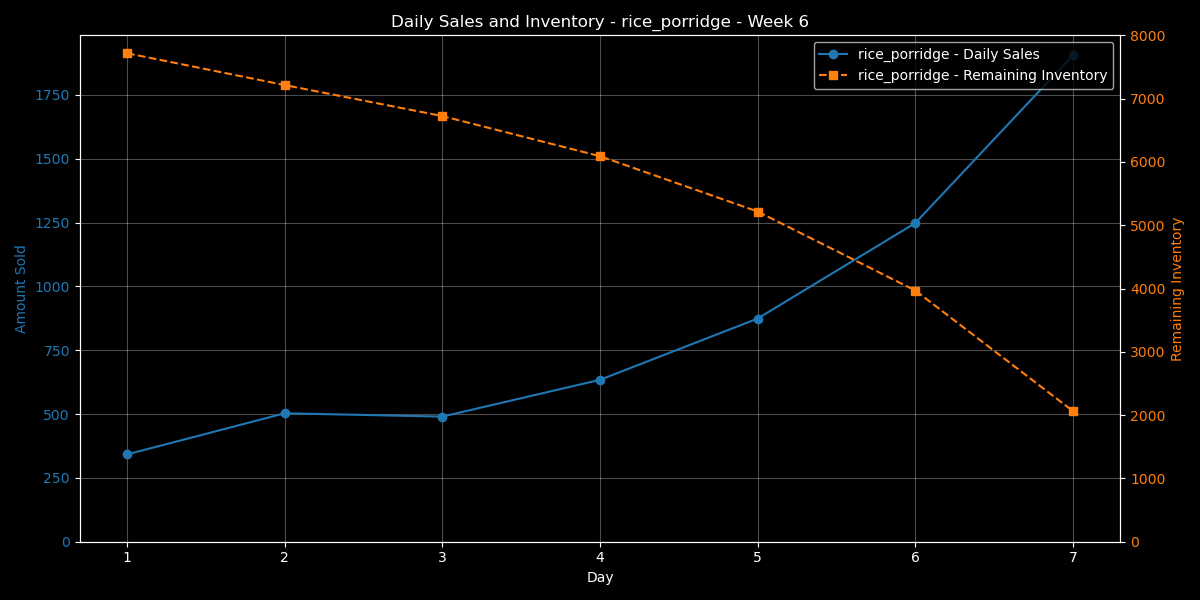 Daily Sales and Inventory - rice_porridge - Week 6
rice_porridge - Daily Sales
rice_porridge - Remaining Inventory
Amount Sold
1750
1500
1250
1000
750
500
250
0
8000
7000
6000
5000
4000
3000
2000
1000
0
Remaining Inventory
1 2 3 4 5 6 7
Day